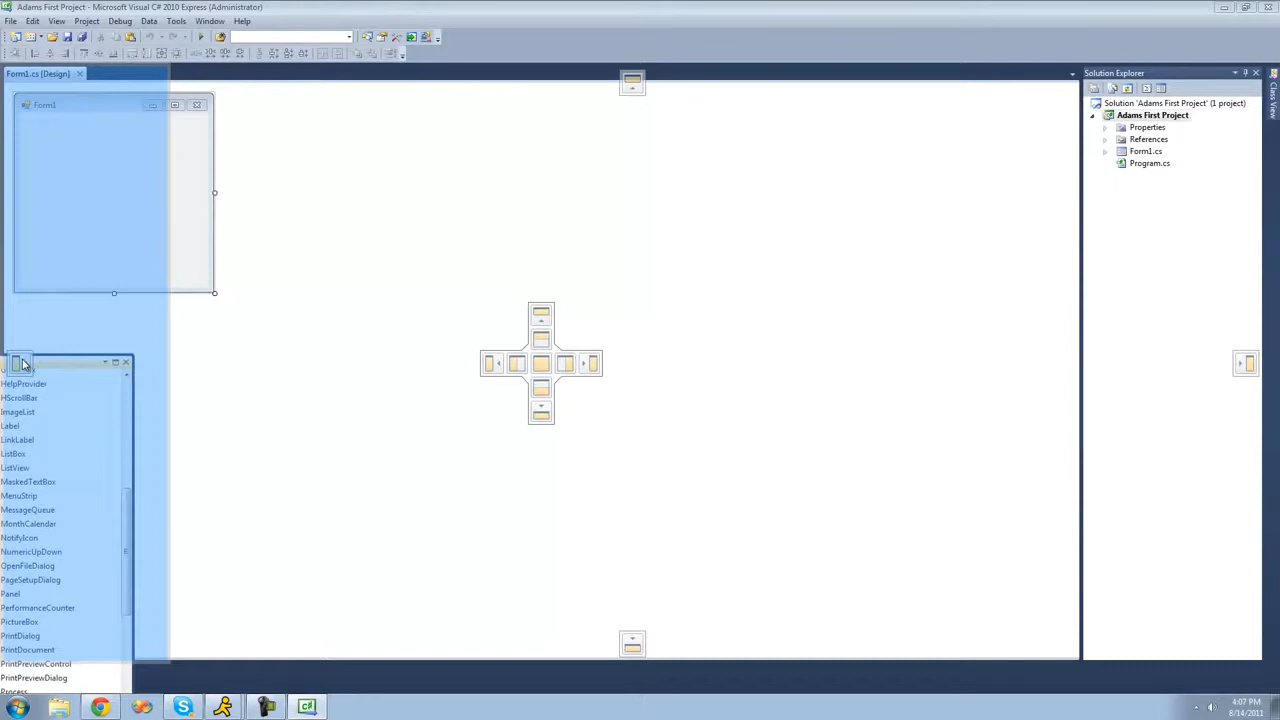 Adams First Project - Microsoft Visual C# 2010 Express (Administrator)
File Edit View Project Debug Data Tools Window Help
Form1.cs [Design]
Form1
Solution Explorer
Solution 'Adams First Project' (1 project)
Adams First Project
Properties
References
Form1.cs
Program.cs
Class View
HelpProvider
HScrollBar
ImageList
Label
LinkLabel
ListBox
ListView
MaskedTextBox
MenuStrip
MessageQueue
MonthCalendar
NotifyIcon
NumericUpDown
OpenFileDialog
PageSetupDialog
Panel
PerformanceCounter
PictureBox
PrintDialog
PrintDocument
PrintPreviewControl
PrintPreviewDialog
Process
4:07 PM
8/14/2011